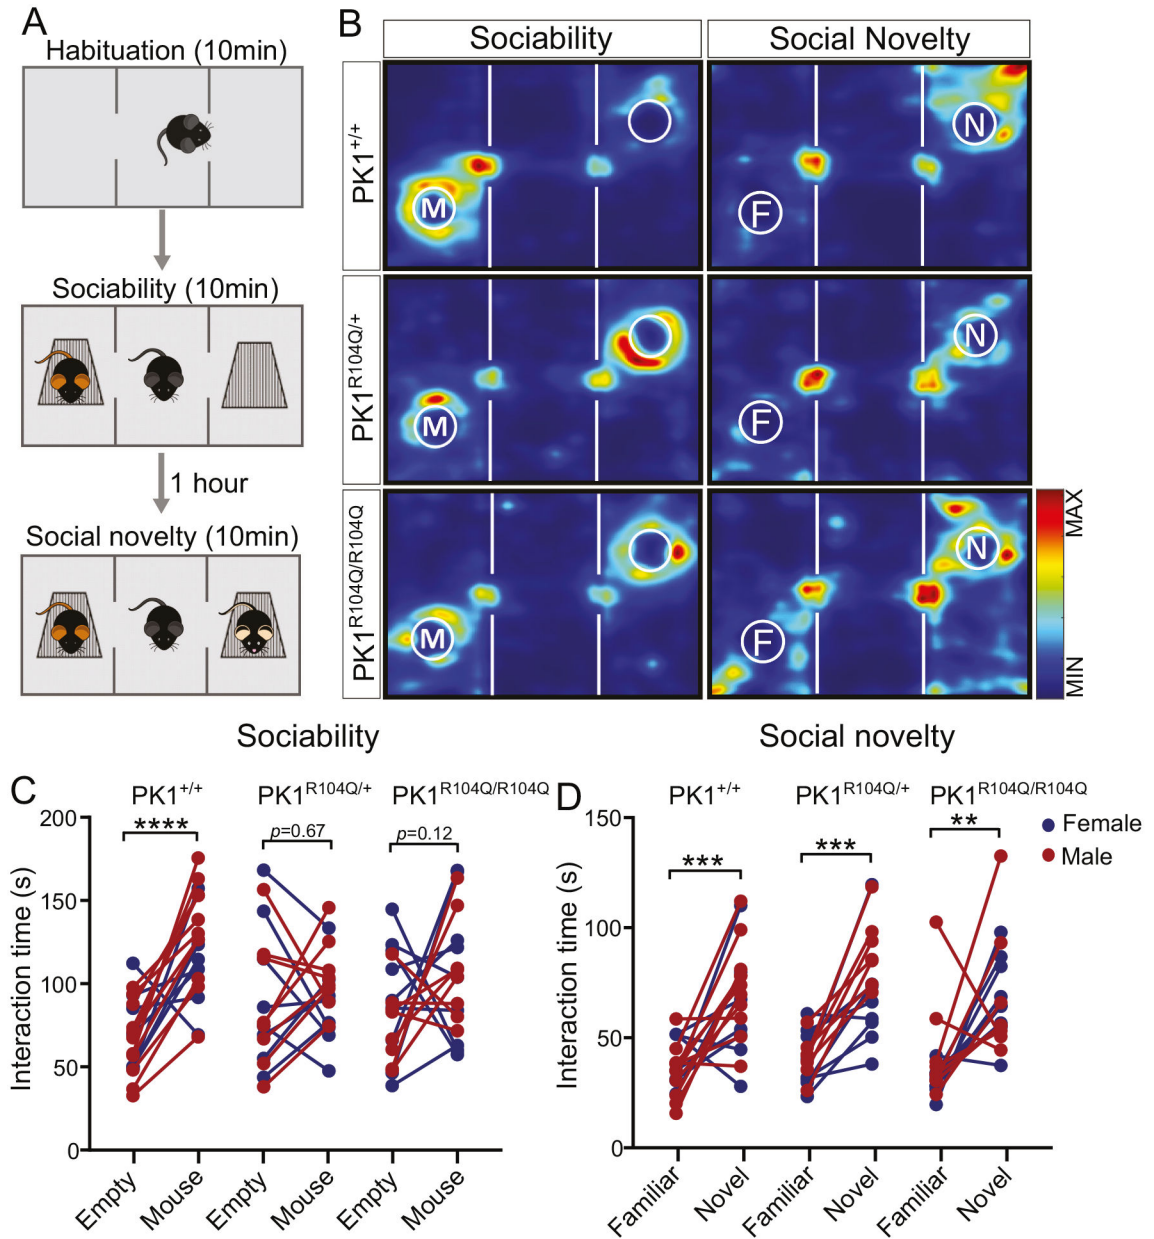 A
Habituation (10min)
Sociability (10min)
1 hour
Social novelty (10min)
B
Sociability
Social Novelty
PK1+/+
M
F
N
PK1R104Q/+
M
F
N
PK1R104Q/R104Q
M
F
N
MAX
MIN
C
Sociability
PK1+/+
PK1R104Q/+
PK1R104Q/R104Q
****
p=0.67
p=0.12
Interaction time (s)
200
150
100
50
0
Empty
Mouse
Empty
Mouse
Empty
Mouse
D
Social novelty
PK1+/+
PK1R104Q/+
PK1R104Q/R104Q
***
***
**
Female
Male
Interaction time (s)
150
100
50
0
Familiar
Novel
Familiar
Novel
Familiar
Novel